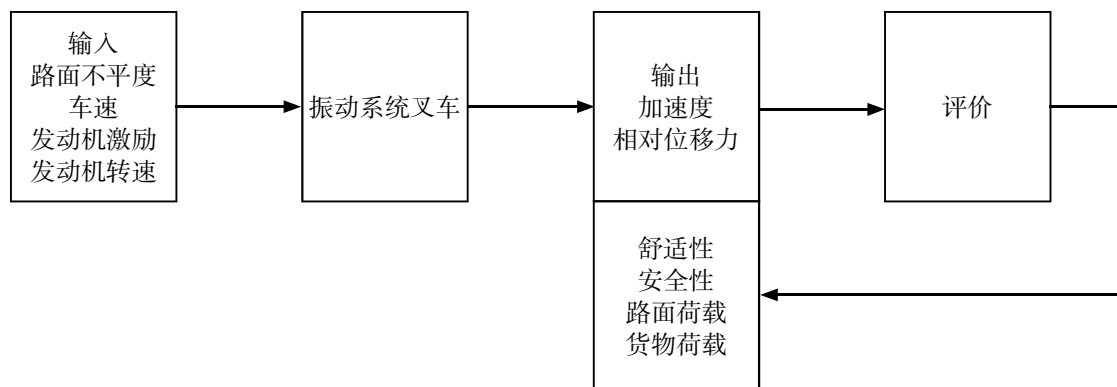 输入
路面不平度
车速
发动机激励
发动机转速
振动系统叉车
输出
加速度
相对位移力
评价
舒适性
安全性
路面荷载
货物荷载